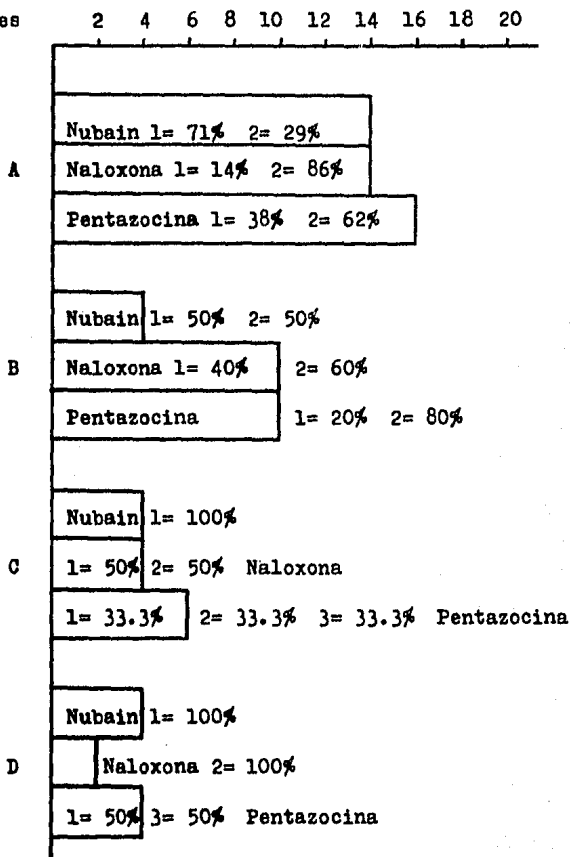 es 2 4 6 8 10 12 14 16 18 20
Nubain 1= 71% 2= 29%
A Naloxona 1= 14% 2= 86%
Pentazocina 1= 38% 2= 62%
Nubain 1= 50% 2= 50%
B Naloxona 1= 40% 2= 60%
Pentazocina 1= 20% 2= 80%
Nubain 1= 100%
C 1= 50% 2= 50% Naloxona
1= 33.3% 2= 33.3% 3= 33.3% Pentazocina
Nubain 1= 100%
D Naloxona 2= 100%
1= 50% 3= 50% Pentazocina